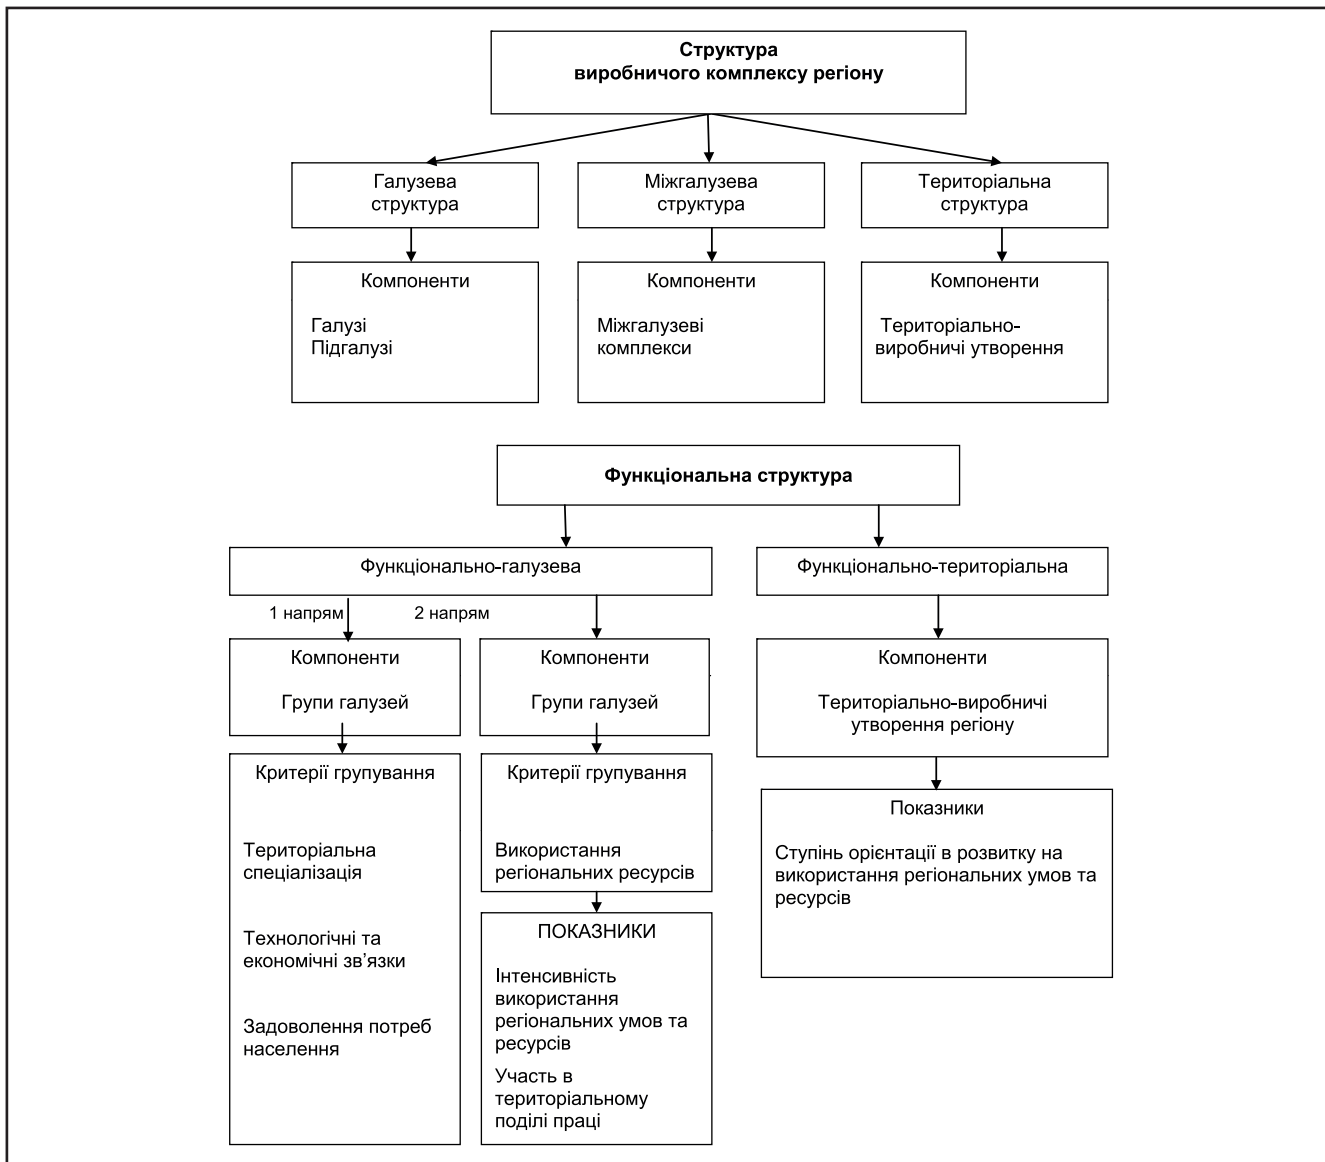 Структура
виробничого комплексу регіону
Галузева
структура
Міжгалузева
структура
Територіальна
структура
Компоненти
Галузі
Підгалузі
Компоненти
Міжгалузеві
комплекси
Компоненти
Територіально-
виробничі утворення
Функціональна структура
Функціонально-галузева
Функціонально-територіальна
1 напрям
2 напрям
Компоненти
Групи галузей
Компоненти
Групи галузей
Компоненти
Територіально-виробничі
утворення регіону
Критерії групування
Територіальна
спеціалізація
Технологічні та
економічні зв’язки
Задоволення потреб
населення
Критерії групування
Використання
регіональних ресурсів
ПОКАЗНИКИ
Інтенсивність
використання
регіональних умов та
ресурсів
Участь в
територіальному
поділі праці
Показники
Ступінь орієнтації в розвитку на
використання регіональних умов та
ресурсів